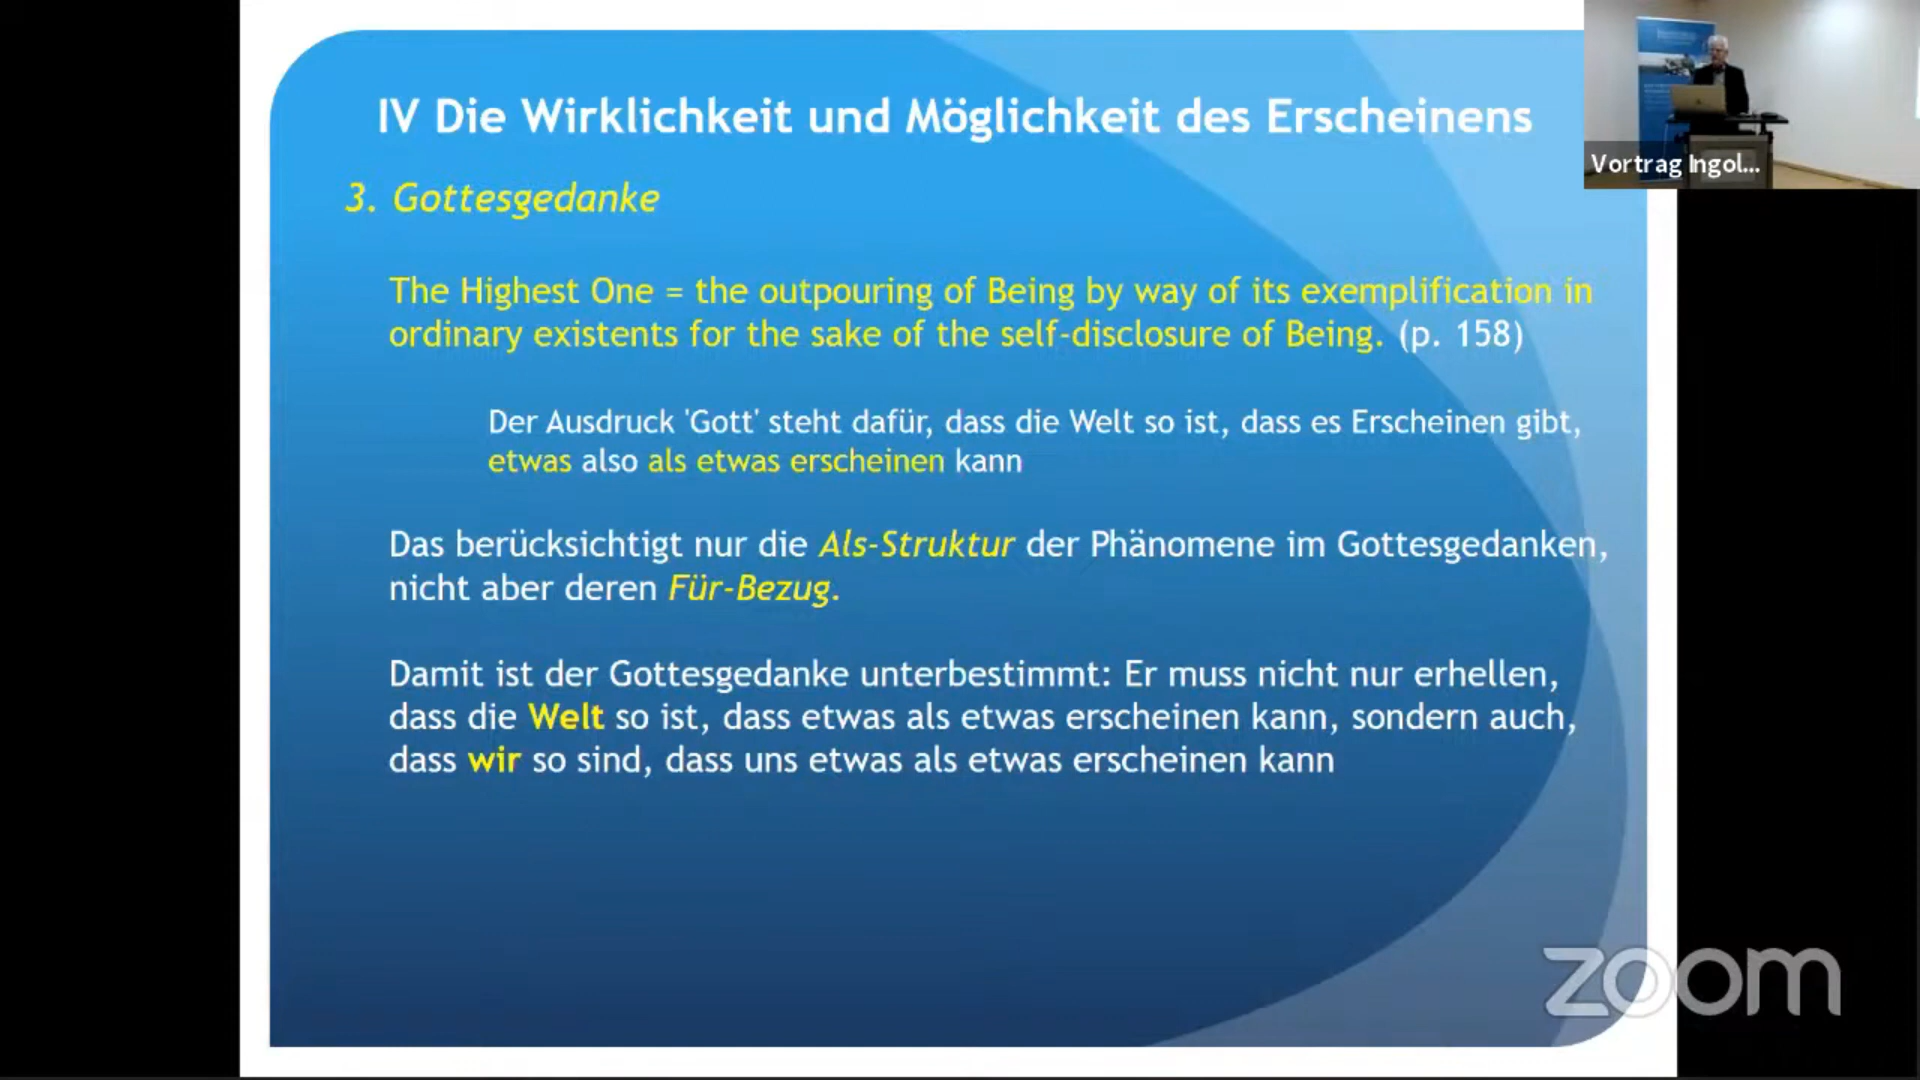 IV Die Wirklichkeit und Möglichkeit des Erscheinens
3. Gottesgedanke
The Highest One = the outpouring of Being by way of its exemplification in
ordinary existents for the sake of the self-disclosure of Being. (p. 158)
Der Ausdruck 'Gott' steht dafür, dass die Welt so ist, dass es Erscheinen gibt,
etwas also als etwas erscheinen kann
Das berücksichtigt nur die Als-Struktur der Phänomene im Gottesgedanken,
nicht aber deren Für-Bezug.
Damit ist der Gottesgedanke unterbestimmt: Er muss nicht nur erhellen,
dass die Welt so ist, dass etwas als etwas erscheinen kann, sondern auch,
dass wir so sind, dass uns etwas als etwas erscheinen kann
Vortrag Ingol...
zoom